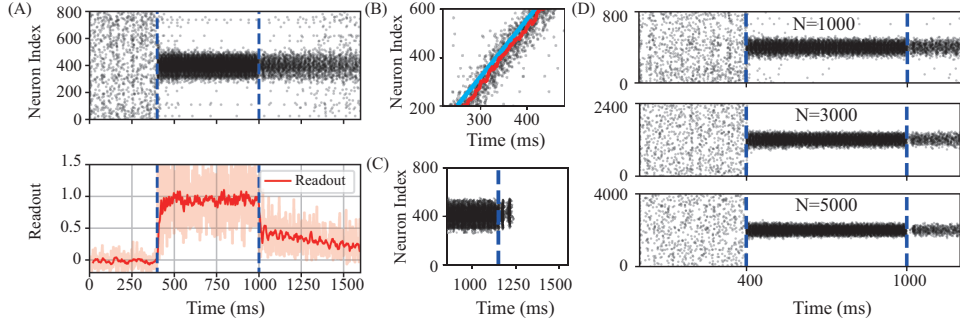 (A)
800
600
400
200
0
Neuron Index
1.5
1.0
0.5
0
Readout
Readout
0 250 500 750 1000 1250 1500
Time (ms)
(B)
600
400
200
Neuron Index
200 400
Time (ms)
(C)
800
400
0
Neuron Index
1000 1250 1500
Time (ms)
(D)
800
0
N=1000
2400
0
N=3000
4000
0
N=5000
400 1000
Time (ms)